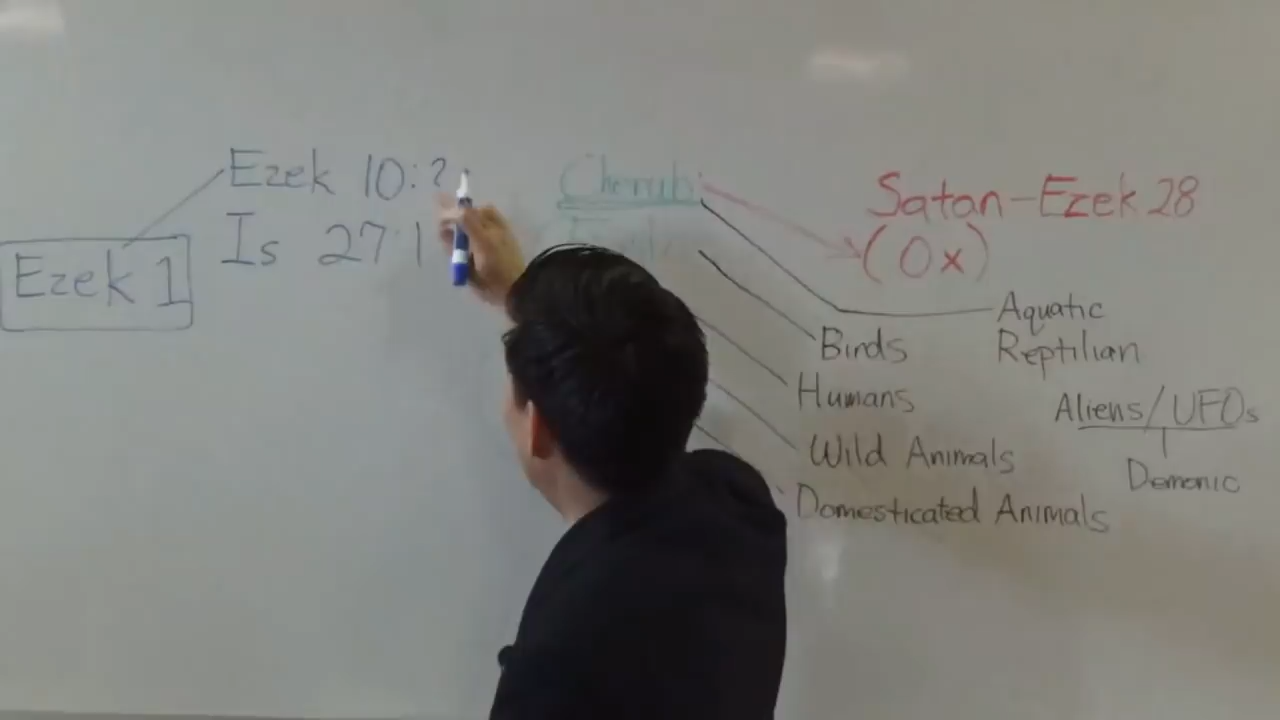 Ezek 10:?
Is 27:1
Ezek 1
Cherub
Satan-Ezek 28
(Ox)
Aquatic
Reptilian
Birds
Humans
Aliens/UFOs
Demonic
Wild Animals
Domesticated Animals